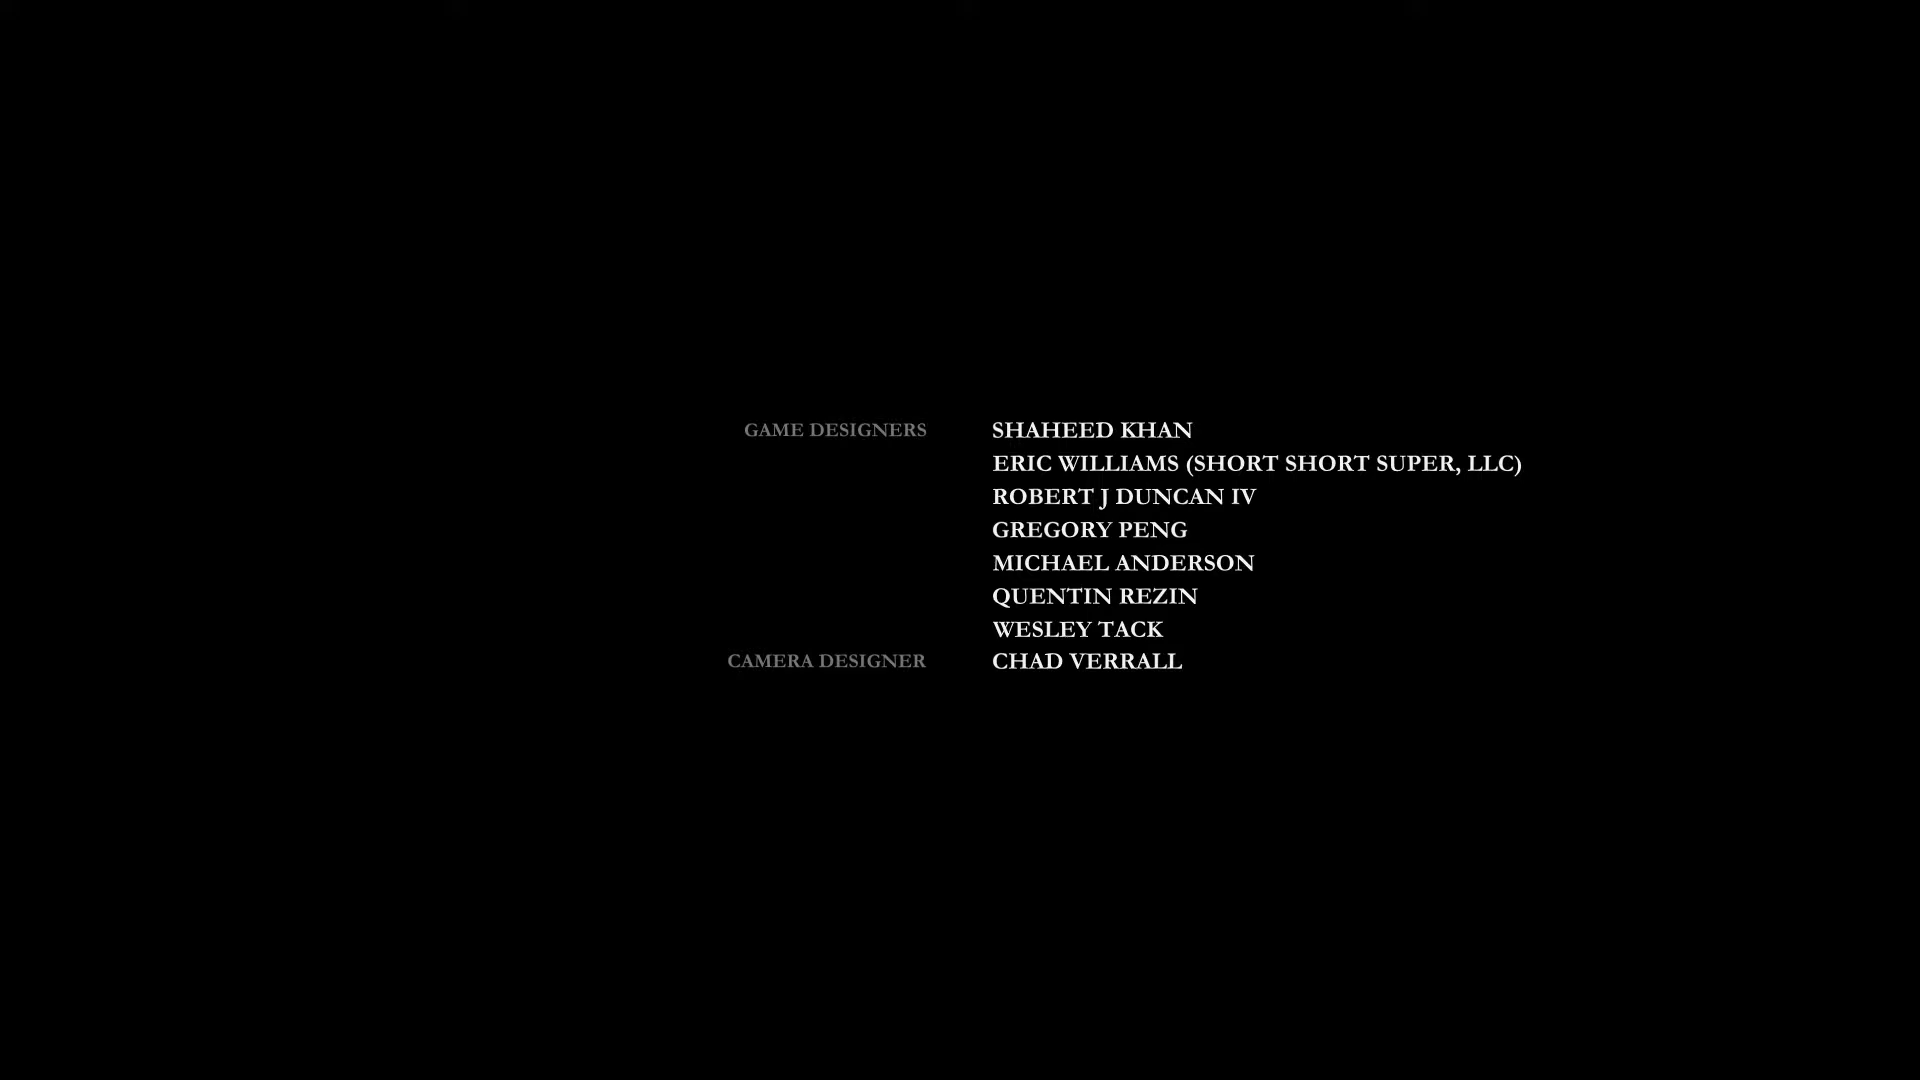 GAME DESIGNERS SHAHEED KHAN
ERIC WILLIAMS (SHORT SHORT SUPER, LLC)
ROBERT J DUNCAN IV
GREGORY PENG
MICHAEL ANDERSON
QUENTIN REZIN
WESLEY TACK
CAMERA DESIGNER CHAD VERRALL